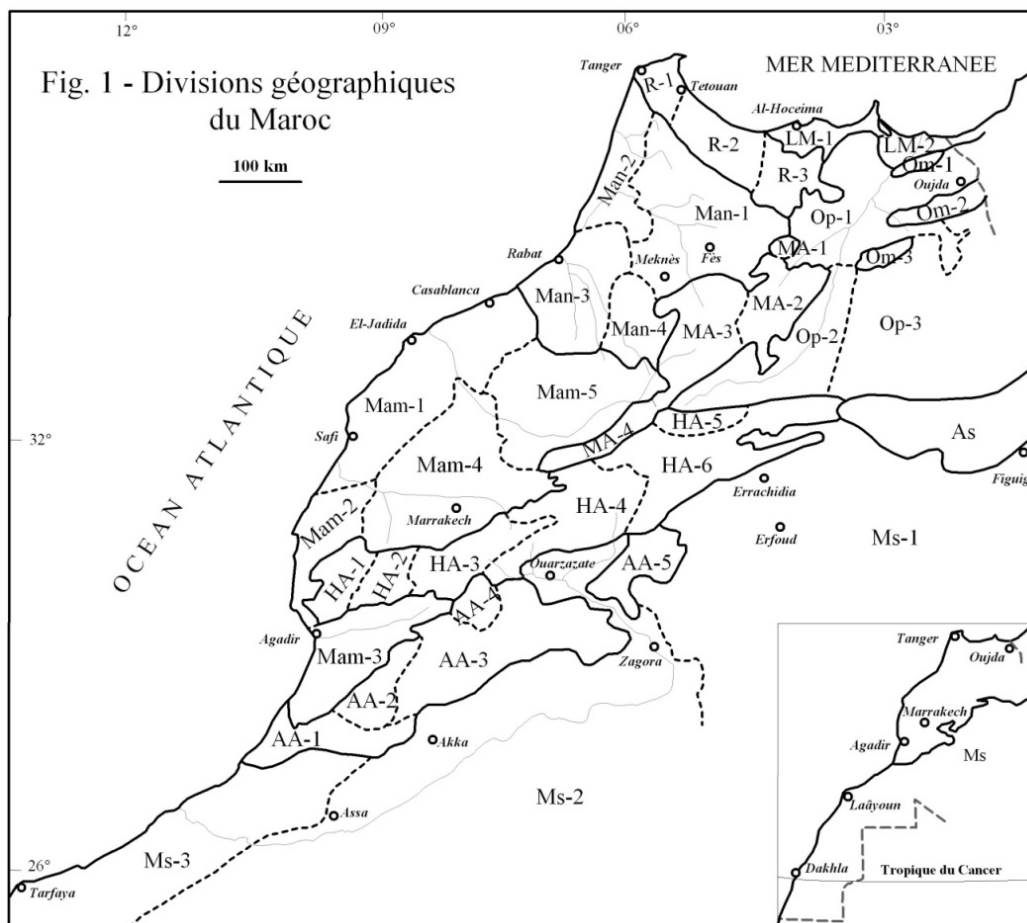 12°
09°
06°
03°
Fig. 1 - Divisions géographiques
du Maroc
100 km
MER MEDITERRANEE
OCEAN ATLANTIQUE
Tanger
R-1
Tetouan
Al-Hoceima
LM-1
LM-2
R-2
R-3
Om-1
Oujda
Om-2
Man-2
Man-1
Op-1
MA-1
Om-3
Rabat
Meknès
Fès
Casablanca
Man-3
Man-4
MA-3
MA-2
Op-2
Op-3
El-Jadida
Mam-1
Mam-5
32°
Safi
MA-4
HA-5
As
Mam-4
HA-6
Figuig
Errachidia
Mam-2
Marrakech
HA-4
Erfoud
Ms-1
HA-1
HA-2
HA-3
Ouarzazate
AA-5
AA-4
Agadir
Mam-3
AA-3
Zagora
AA-2
AA-1
Akka
Ms-2
Assa
Ms-3
26°
Tarfaya
Tanger
Oujda
Marrakech
Agadir
Ms
Laâyoun
Dakhla
Tropique du Cancer